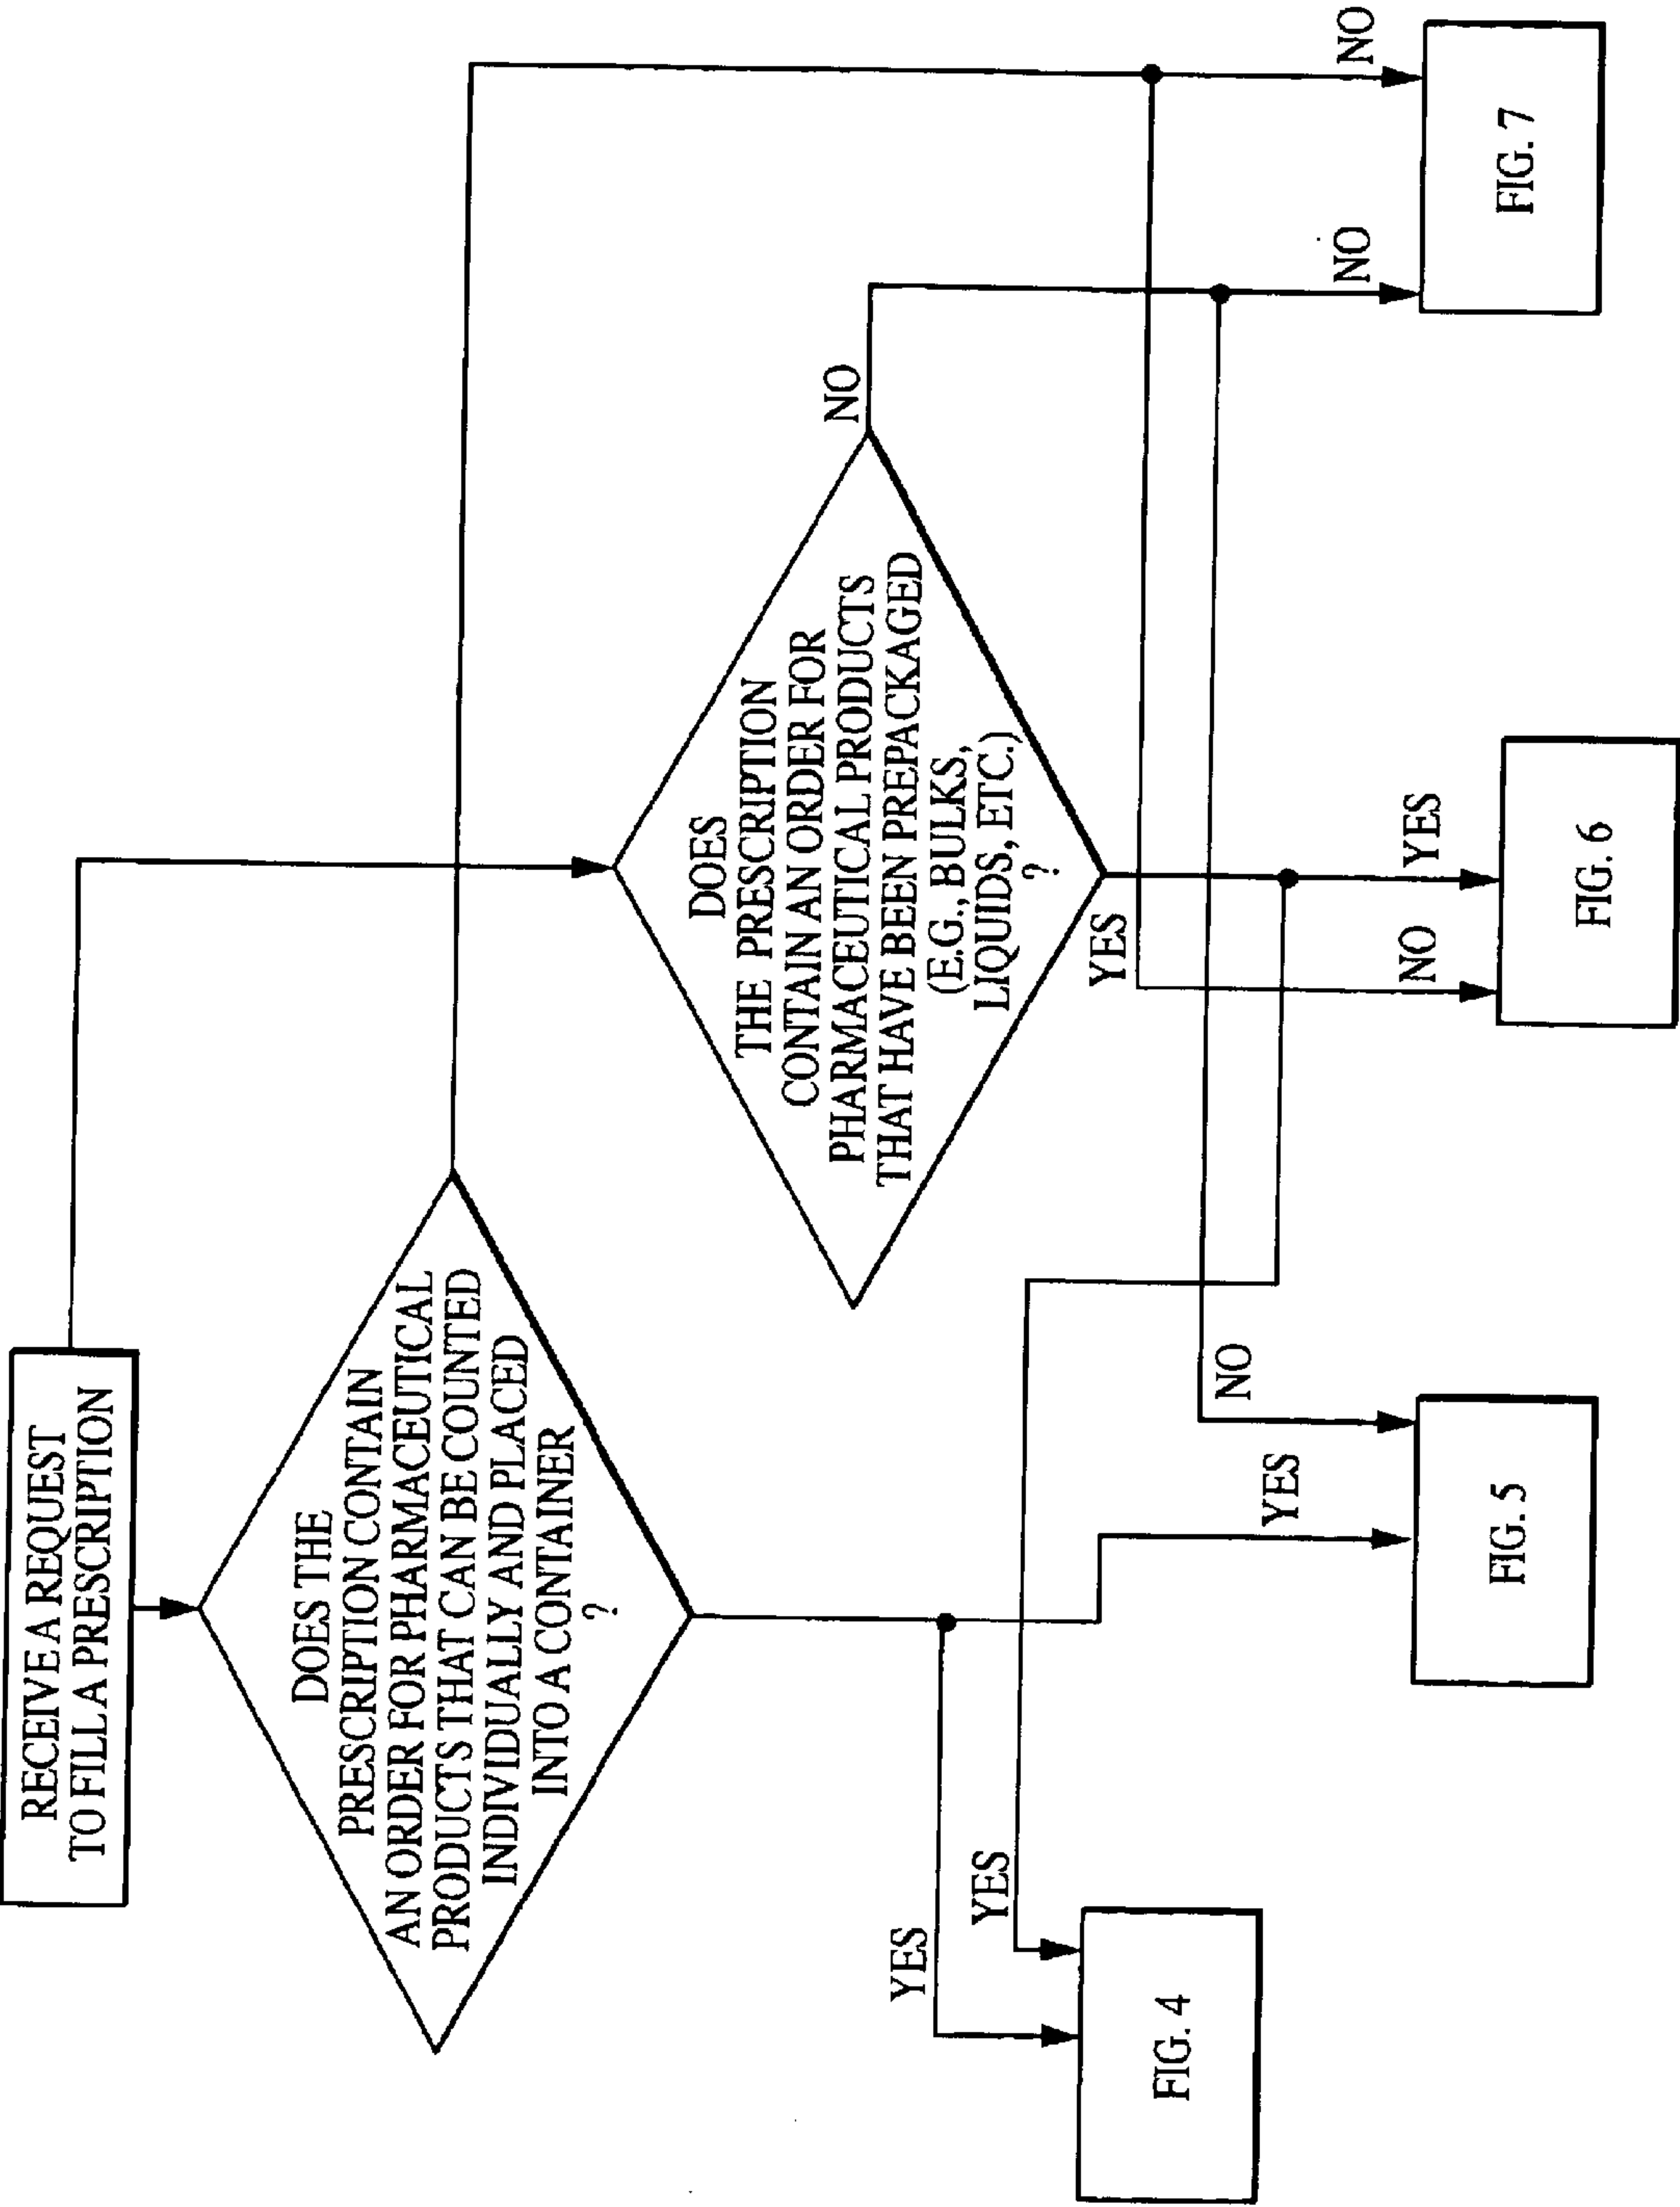 RECEIVE A REQUEST
TO FILL A PRESCRIPTION
DOES THE
PRESCRIPTION CONTAIN
AN ORDER FOR PHARMACEUTICAL
PRODUCTS THAT CAN BE COUNTED
INDIVIDUALLY AND PLACED
INTO A CONTAINER
?
DOES
THE PRESCRIPTION
CONTAIN AN ORDER FOR
PHARMACEUTICAL PRODUCTS
THAT HAVE BEEN PREPACKAGED
(E.G., BULKS,
LIQUIDS, ETC.)
?
NO
YES
YES
YES
NO
YES
NO
YES
NO
NO
FIG. 4
FIG. 5
FIG. 6
FIG. 7